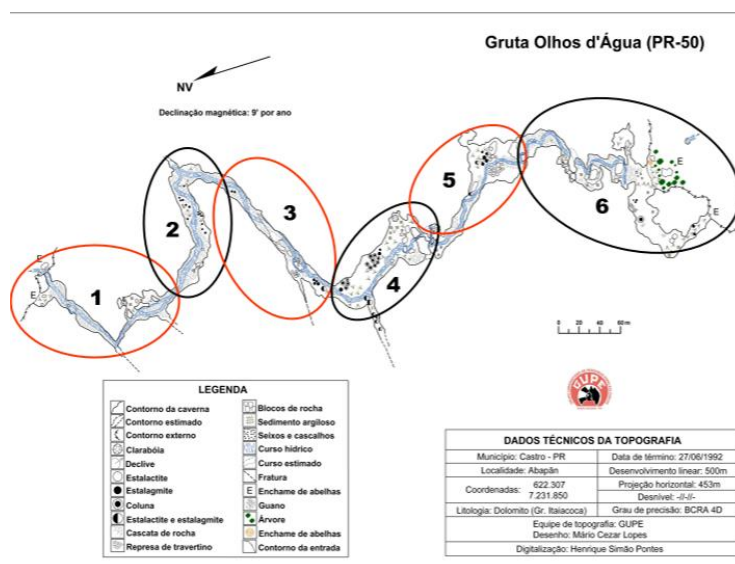 Gruta Olhos d'Água (PR-50)
NV
Declinação magnética: 9' por ano
1
2
3
4
5
6
E
E
E
E
0 20 40 60 m
GUPE
LEGENDA
Contorno da caverna
Contorno estimado
Contorno externo
Clarabóia
Declive
Estalactite
Estalagmite
Coluna
Estalactite e estalagmite
Cascata de rocha
Represa de travertino
Blocos de rocha
Sedimento argiloso
Seixos e cascalhos
Curso hídrico
Curso estimado
Fratura
E Enchame de abelhas
Guano
Árvore
Enchame de abelhas
Contorno da entrada
DADOS TÉCNICOS DA TOPOGRAFIA
Município: Castro - PR
Data de término: 27/06/1992
Localidade: Abapân
Desenvolvimento linear: 500m
Coordenadas: 622.307
7.231.850
Projeção horizontal: 453m
Desnível: -//-//-
Litologia: Dolomito (Gr. Itaiacoca)
Grau de precisão: BCRA 4D
Equipe de topografia: GUPE
Desenho: Mário Cezar Lopes
Digitalização: Henrique Simão Pontes